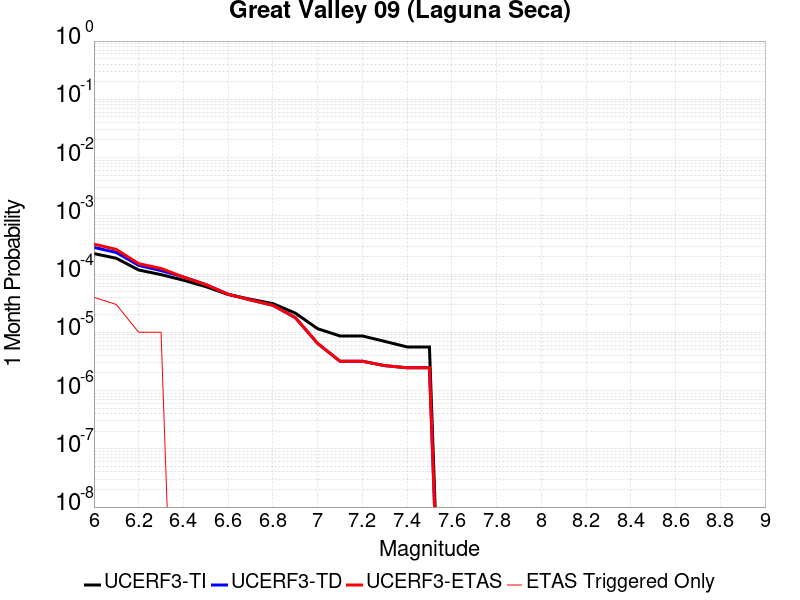 Great Valley 09 (Laguna Seca)
10^0
10^-1
10^-2
10^-3
10^-4
10^-5
10^-6
10^-7
10^-8
1 Month Probability
6 6.2 6.4 6.6 6.8 7 7.2 7.4 7.6 7.8 8 8.2 8.4 8.6 8.8 9
Magnitude
UCERF3-TI UCERF3-TD UCERF3-ETAS ETAS Triggered Only